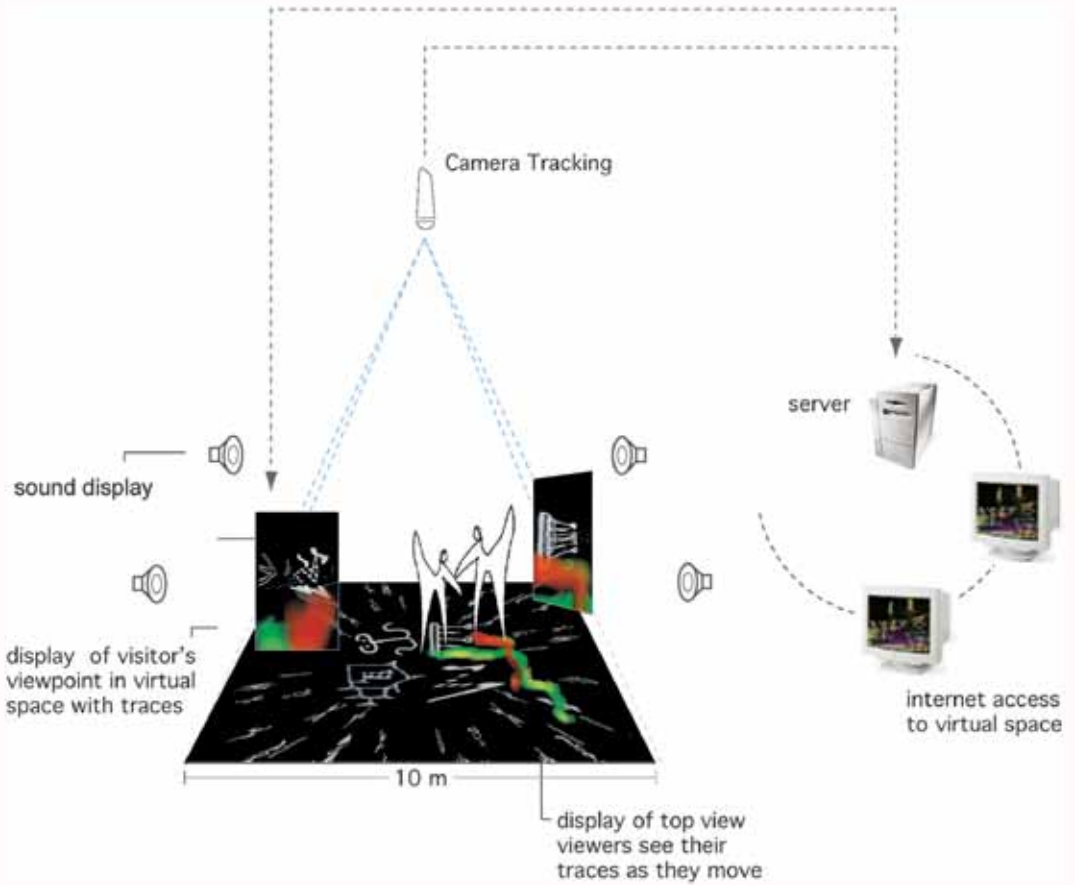 Camera Tracking
server
sound display
display of visitor's
viewpoint in virtual
space with traces
internet access
to virtual space
10 m
display of top view
viewers see their
traces as they move